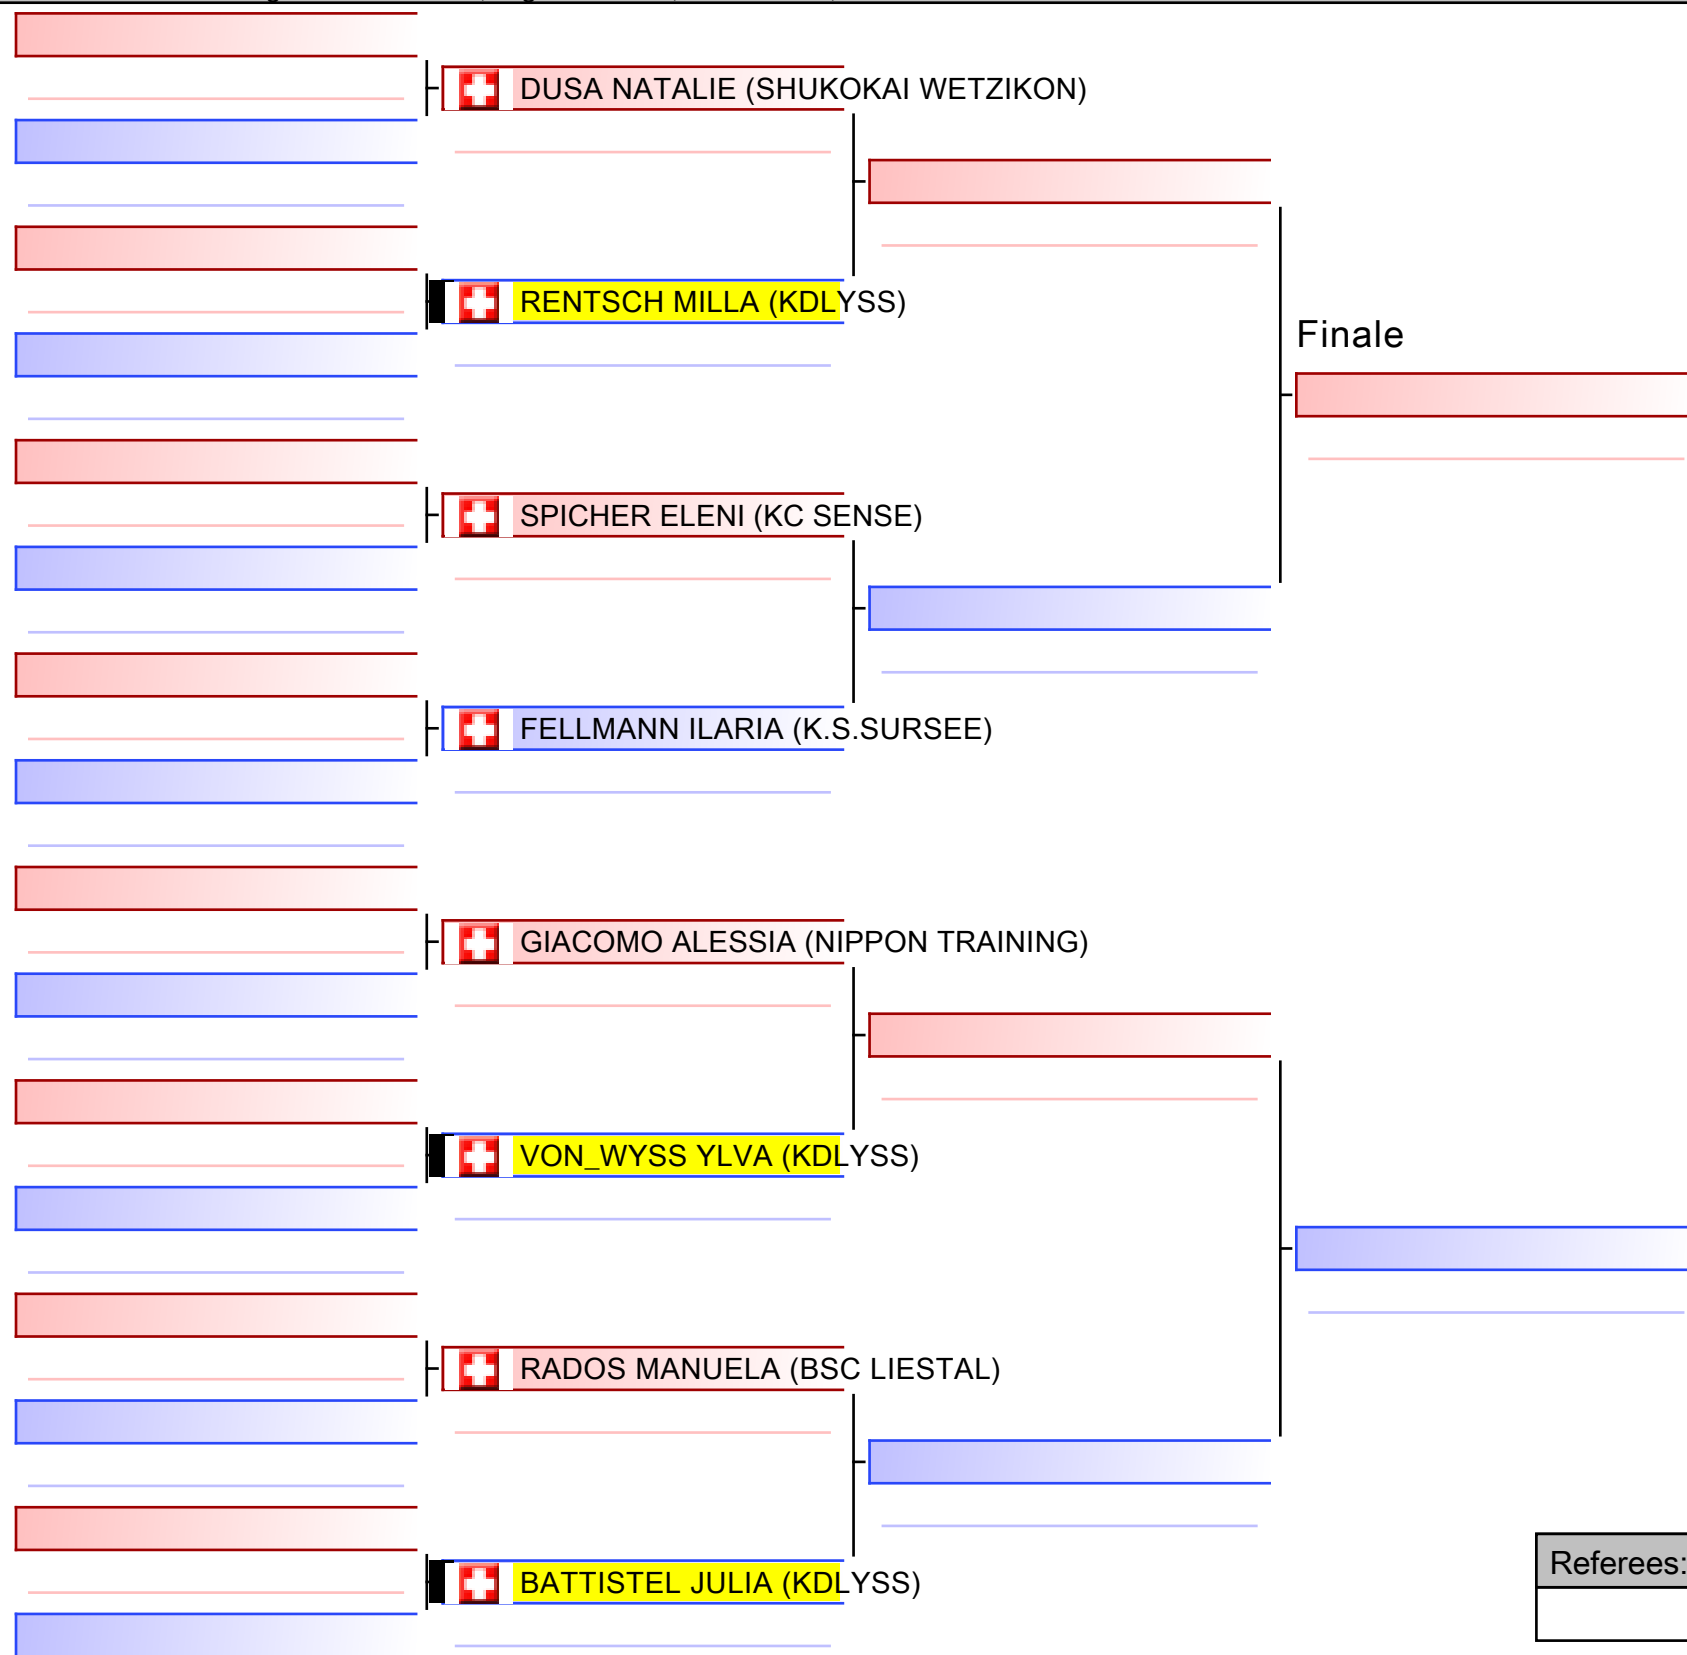 DUSA NATALIE (SHUKOKAI WETZIKON)
RENTSCH MILLA (KDLYSS)
Finale
SPICHER ELENI (KC SENSE)
FELLMANN ILARIA (K.S.SURSEE)
GIACOMO ALESSIA (NIPPON TRAINING)
VON_WYSS YLVA (KDLYSS)
RADOS MANUELA (BSC LIESTAL)
Referees:
BATTISTEL JULIA (KDLYSS)